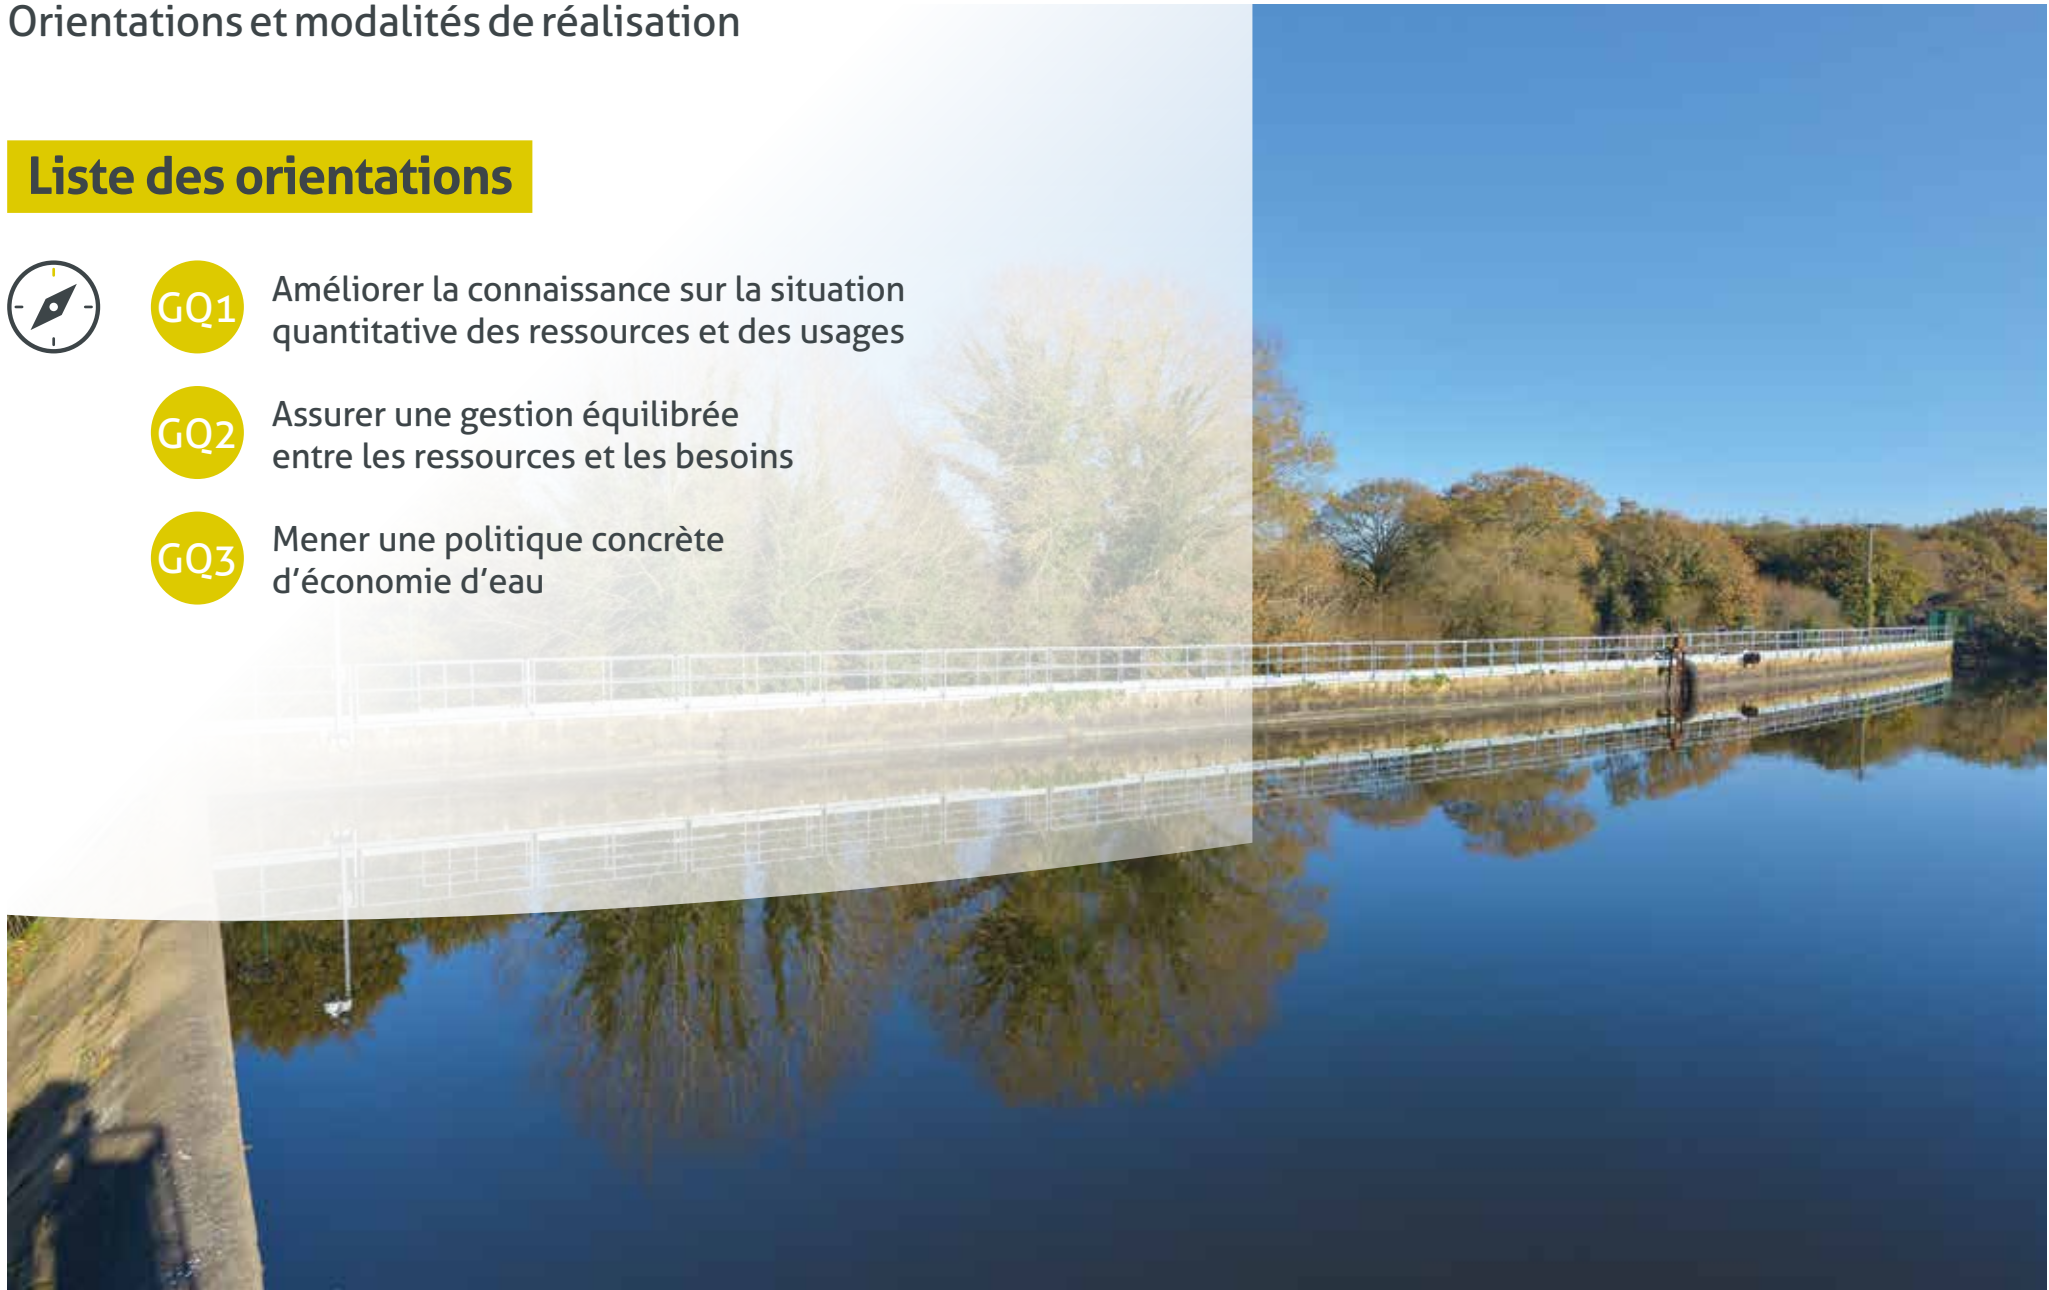 Orientations et modalités de réalisation
Liste des orientations
GQ1
Améliorer la connaissance sur la situation
quantitative des ressources et des usages
GQ2
Assurer une gestion équilibrée
entre les ressources et les besoins
GQ3
Mener une politique concrète
d'économie d'eau